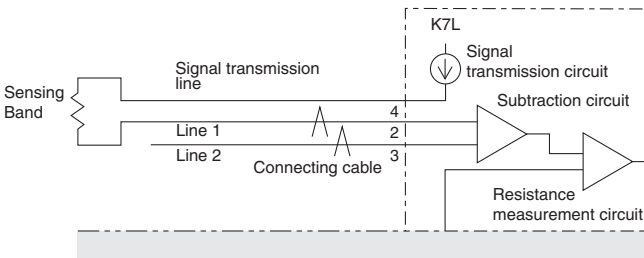 K7L
Signal
transmission circuit
Signal transmission
line
Sensing
Band
Subtraction circuit
4
Line 1
2
Line 2
3
Connecting cable
Resistance
measurement circuit